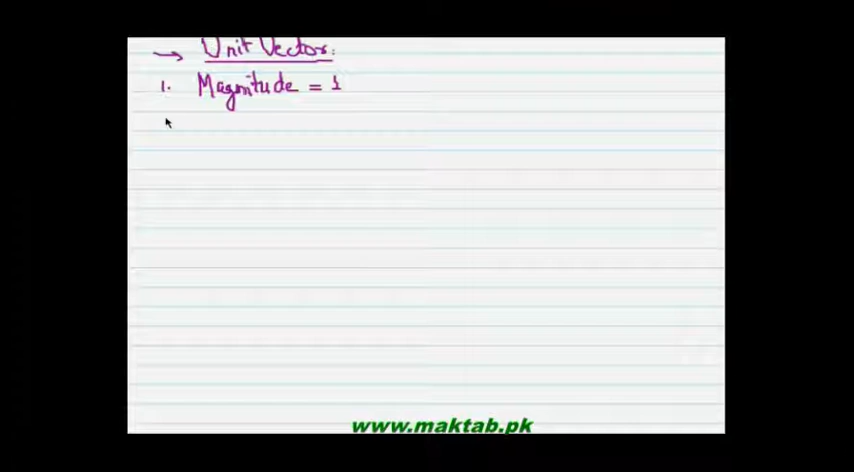 → Unit Vector:
1. Magnitude = 1
www.maktab.pk